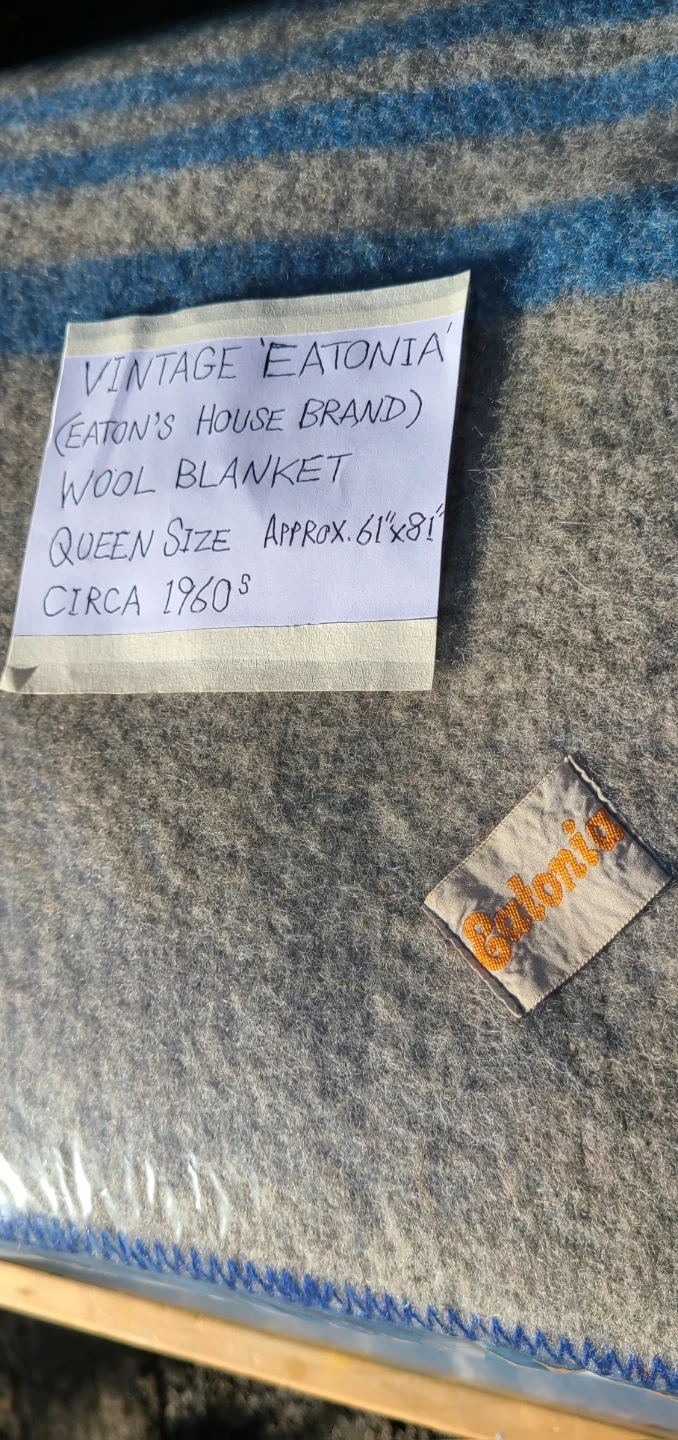 VINTAGE 'EATONIA'
(EATON'S HOUSE BRAND)
WOOL BLANKET
QUEEN SIZE APPROX. 61"x81"
CIRCA 1960s
Eatonia